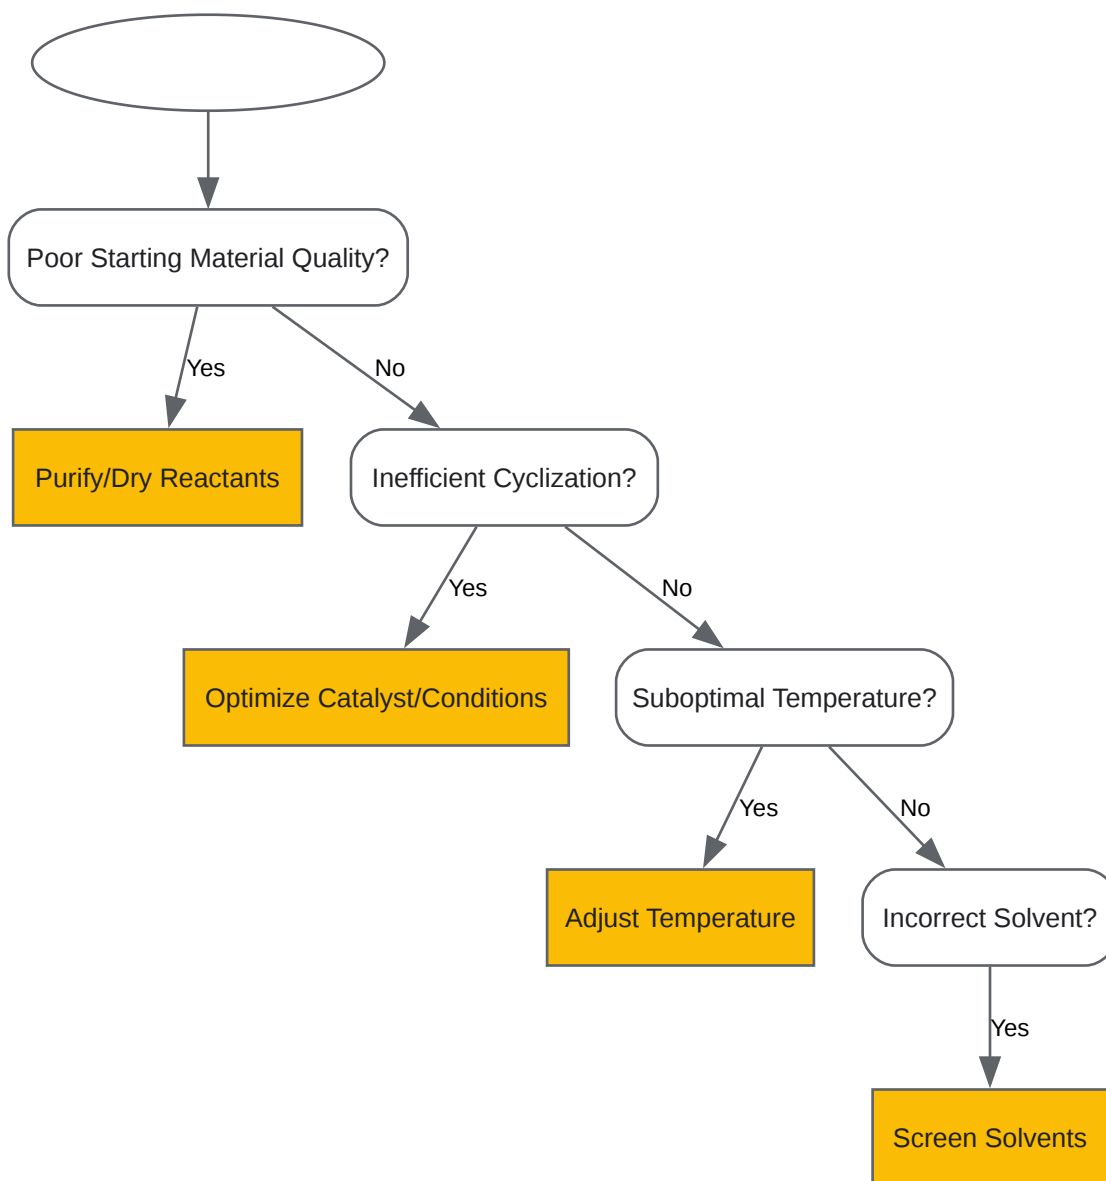 Poor Starting Material Quality?
Yes
No
Purify/Dry Reactants
Inefficient Cyclization?
Yes
No
Optimize Catalyst/Conditions
Suboptimal Temperature?
Yes
No
Adjust Temperature
Incorrect Solvent?
Yes
Screen Solvents